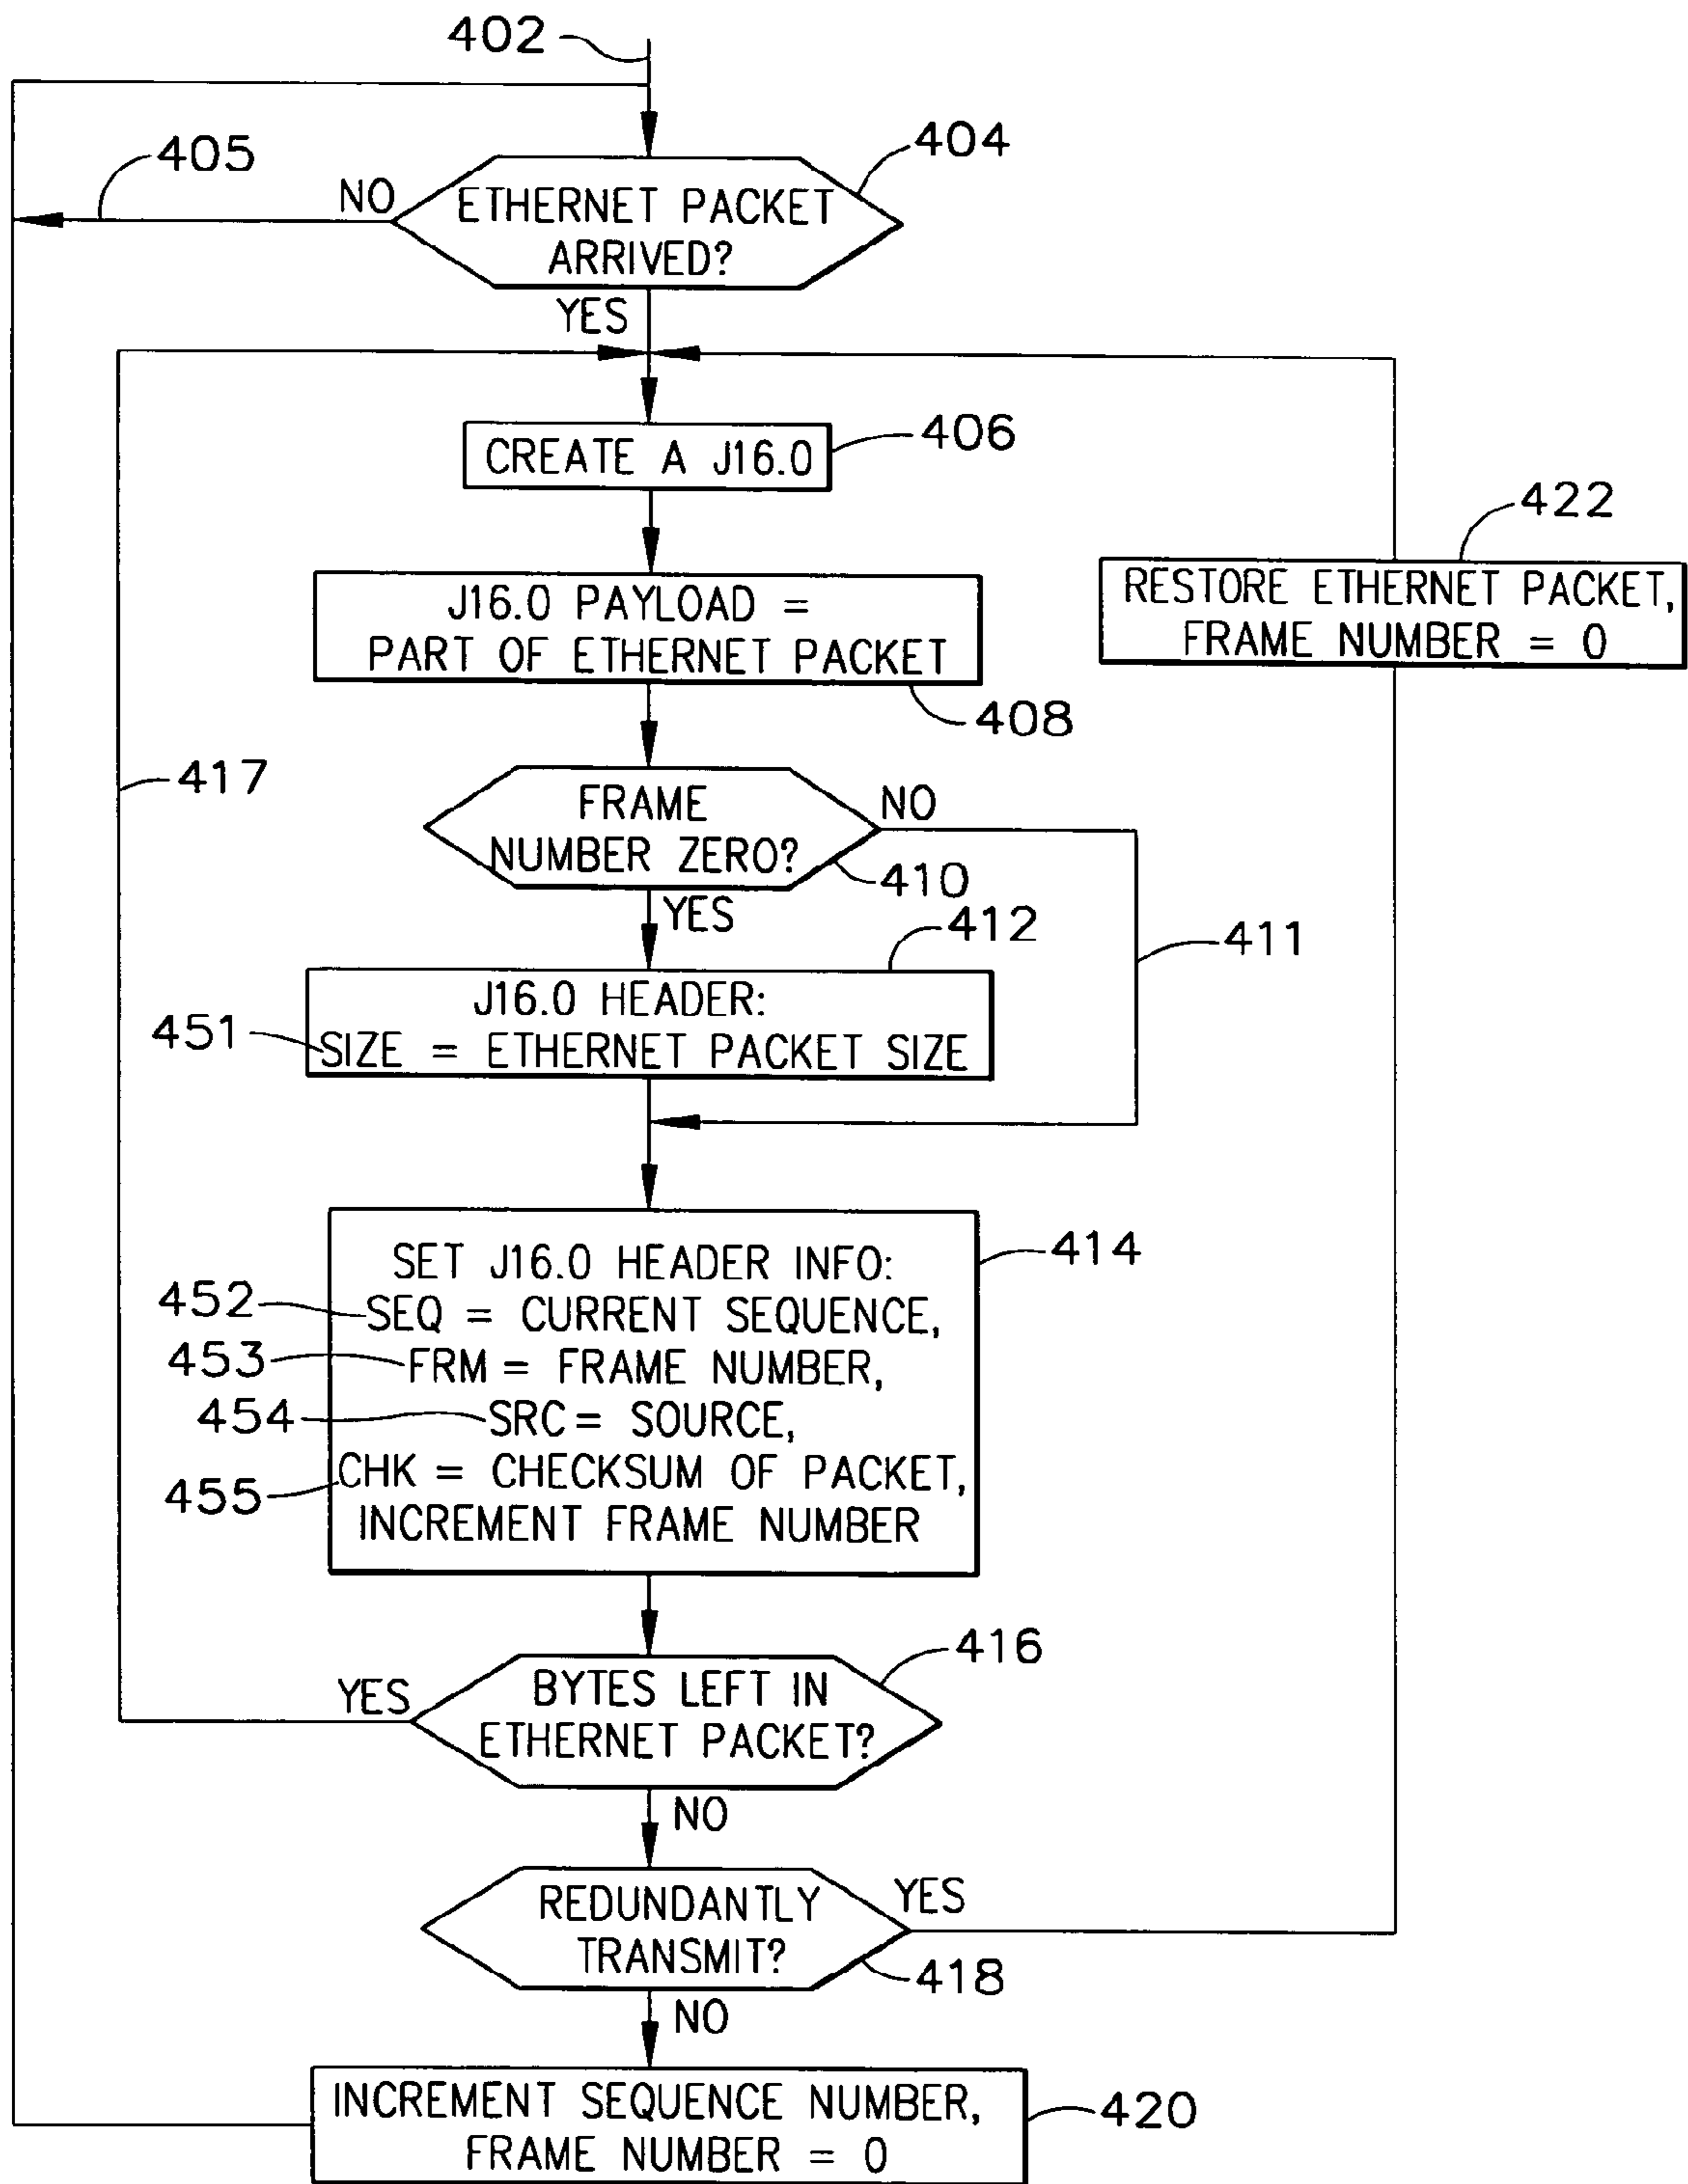 402
404
405
NO
ETHERNET PACKET
ARRIVED?
YES
406
CREATE A J16.0
422
RESTORE ETHERNET PACKET,
FRAME NUMBER = 0
J16.0 PAYLOAD =
PART OF ETHERNET PACKET
408
417
FRAME
NUMBER ZERO?
NO
410
YES
412
411
J16.0 HEADER:
451
SIZE = ETHERNET PACKET SIZE
414
SET J16.0 HEADER INFO:
452
SEQ = CURRENT SEQUENCE,
453
FRM = FRAME NUMBER,
454
SRC = SOURCE,
CHK = CHECKSUM OF PACKET,
455
INCREMENT FRAME NUMBER
416
YES
BYTES LEFT IN
ETHERNET PACKET?
NO
REDUNDANTLY
TRANSMIT?
YES
418
NO
INCREMENT SEQUENCE NUMBER,
FRAME NUMBER = 0
420